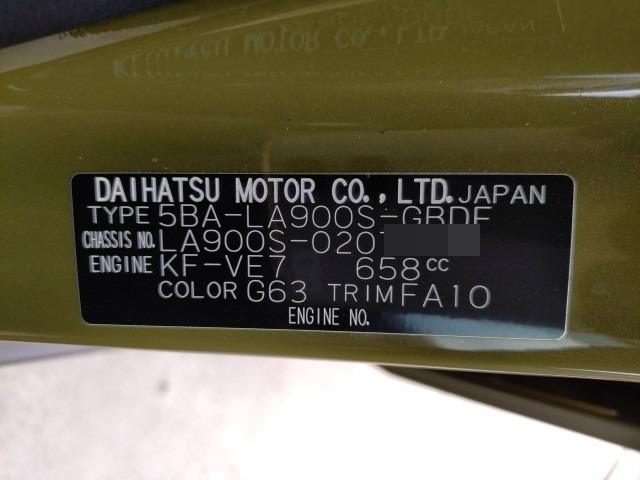 DAIHATSU MOTOR CO., LTD. JAPAN
TYPE 5BA-LA900S-GBDF
CHASSIS NO. LA900S-020
ENGINE KF-VE7 658CC
COLOR G63 TRIM FA10
ENGINE NO.